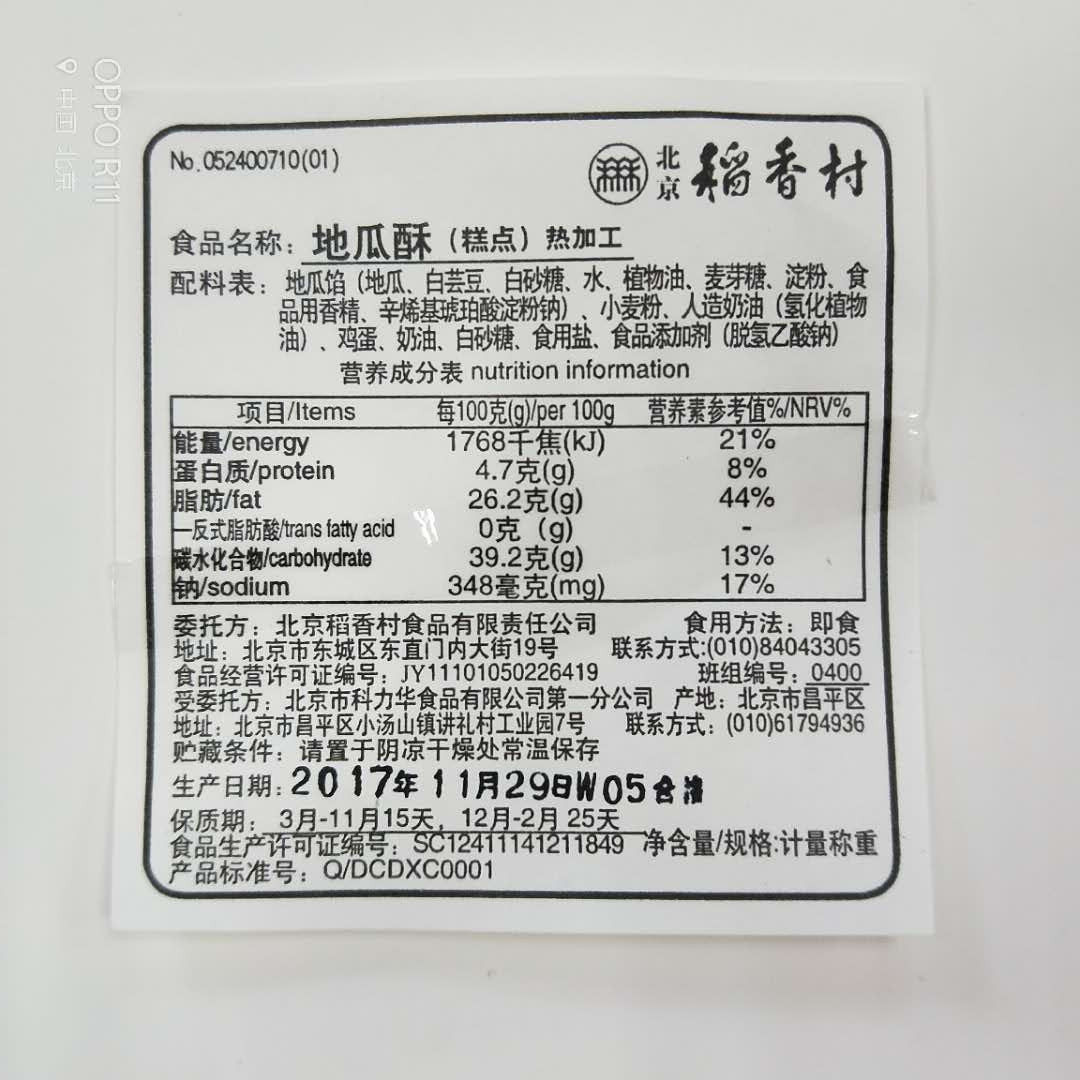 OPPO R11
中国 北京
No.052400710(01)
北京 稻香村
食品名称：地瓜酥（糕点）热加工
配料表：地瓜馅（地瓜、白芸豆、白砂糖、水、植物油、麦芽糖、淀粉、食
品用香精、辛烯基琥珀酸淀粉钠）、小麦粉、人造奶油（氢化植物
油）、鸡蛋、奶油、白砂糖、食用盐、食品添加剂（脱氢乙酸钠）
营养成分表 nutrition information
项目/Items 每100克(g)/per 100g 营养素参考值%/NRV%
能量/energy 1768千焦(kJ) 21%
蛋白质/protein 4.7克(g) 8%
脂肪/fat 26.2克(g) 44%
—反式脂肪酸/trans fatty acid 0克（g) -
碳水化合物/carbohydrate 39.2克(g) 13%
钠/sodium 348毫克(mg) 17%
委托方：北京稻香村食品有限责任公司 食用方法：即食
地址：北京市东城区东直门内大街19号 联系方式:(010)84043305
食品经营许可证编号：JY11101050226419 班组编号：0400
受委托方：北京市科力华食品有限公司第一分公司 产地：北京市昌平区
地址：北京市昌平区小汤山镇讲礼村工业园7号 联系方式：(010)61794936
贮藏条件：请置于阴凉干燥处常温保存
生产日期：2017年11月29日W05合
保质期：3月-11月15天，12月-2月 25天
食品生产许可证编号：SC12411141211849 净含量/规格:计量称重
产品标准号：Q/DCDXC0001